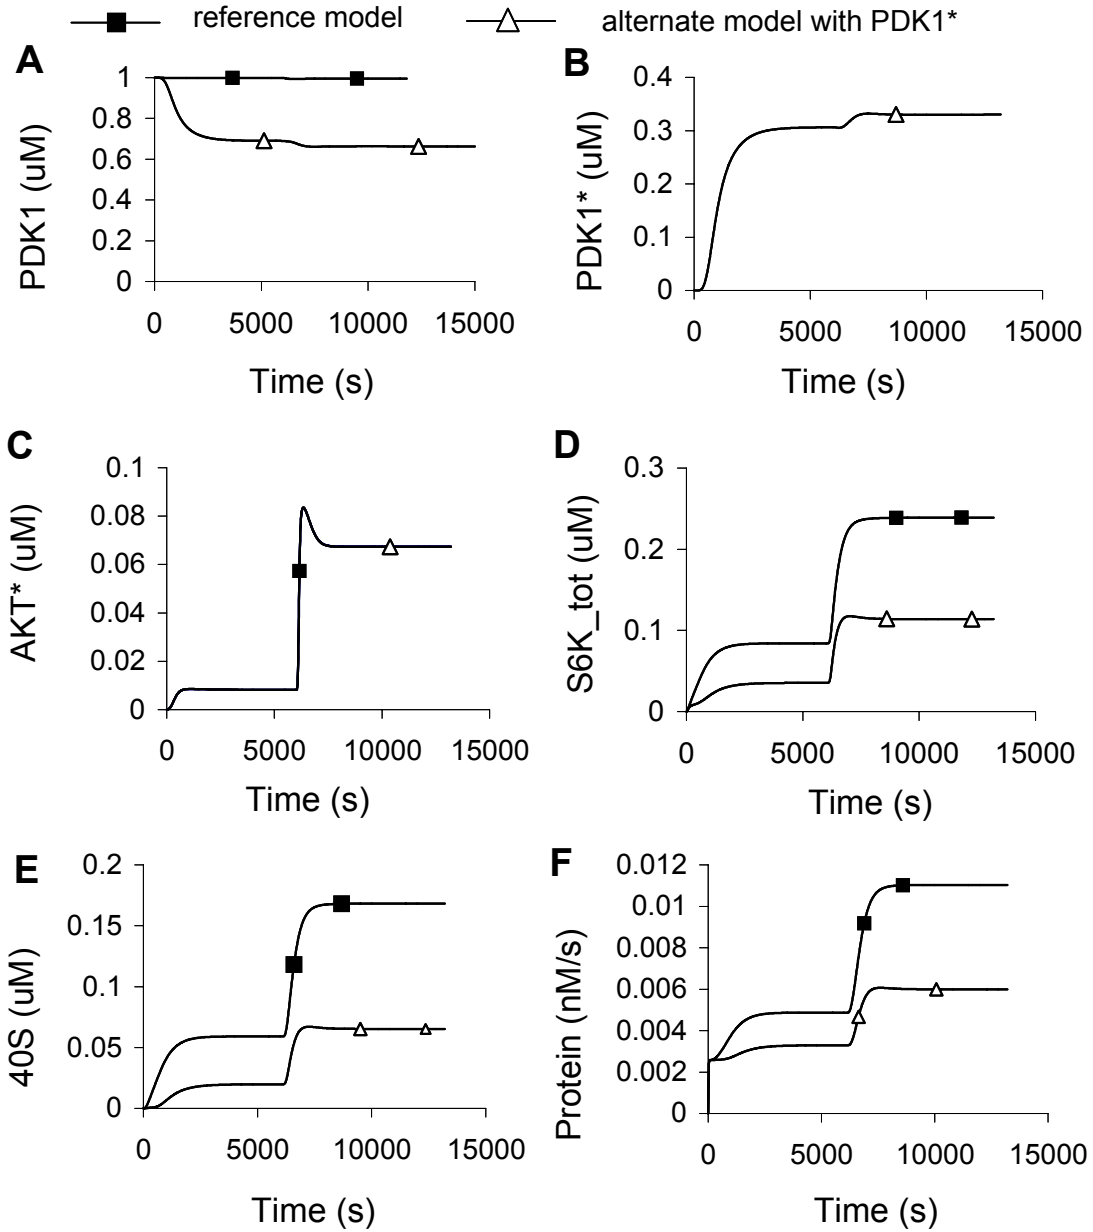 reference model
alternate model with PDK1*
A
PDK1 (uM)
1
0.8
0.6
0.4
0.2
0
0 5000 10000 15000
Time (s)
B
PDK1* (uM)
0.4
0.3
0.2
0.1
0
0 5000 10000 15000
Time (s)
C
AKT* (uM)
0.1
0.08
0.06
0.04
0.02
0
0 5000 10000 15000
Time (s)
D
S6K_tot (uM)
0.3
0.2
0.1
0
0 5000 10000 15000
Time (s)
E
40S (uM)
0.2
0.15
0.1
0.05
0
0 5000 10000 15000
Time (s)
F
Protein (nM/s)
0.012
0.01
0.008
0.006
0.004
0.002
0
0 5000 10000 15000
Time (s)